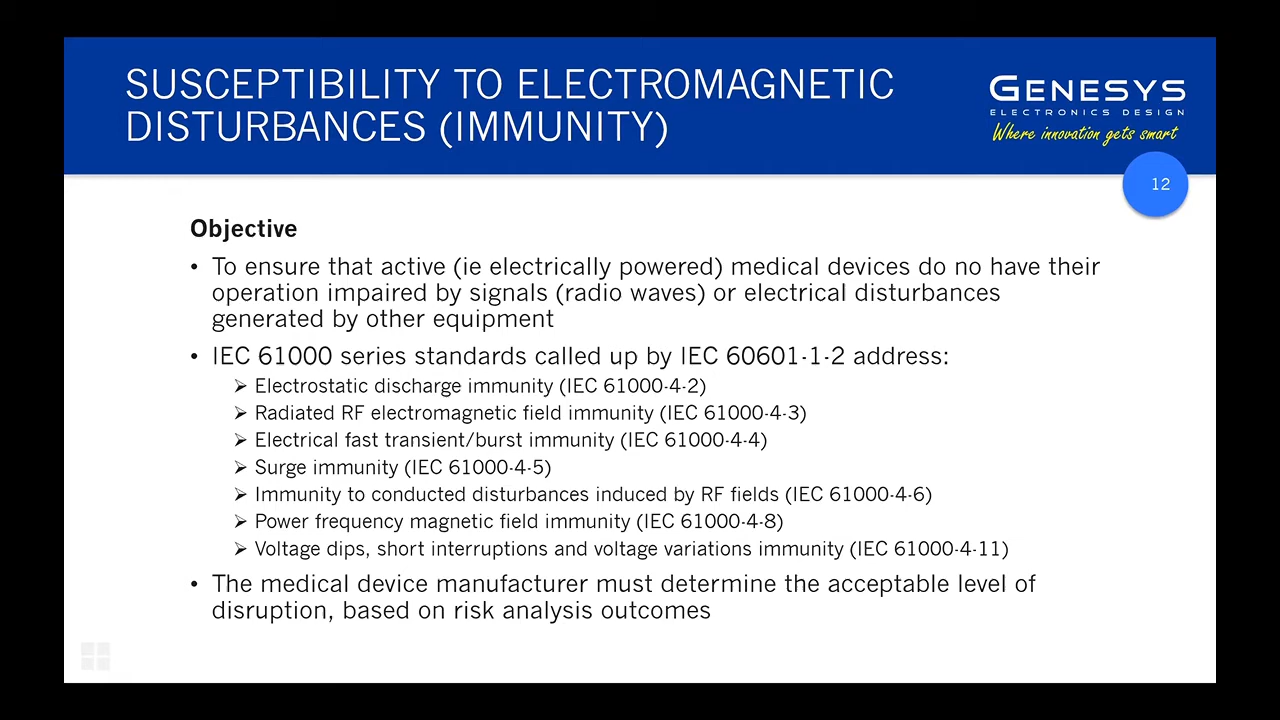 SUSCEPTIBILITY TO ELECTROMAGNETIC
DISTURBANCES (IMMUNITY)
GENESYS
ELECTRONICS DESIGN
Where innovation gets smart
12
Objective
• To ensure that active (ie electrically powered) medical devices do no have their
operation impaired by signals (radio waves) or electrical disturbances
generated by other equipment
• IEC 61000 series standards called up by IEC 60601-1-2 address:
➢ Electrostatic discharge immunity (IEC 61000-4-2)
➢ Radiated RF electromagnetic field immunity (IEC 61000-4-3)
➢ Electrical fast transient/burst immunity (IEC 61000-4-4)
➢ Surge immunity (IEC 61000-4-5)
➢ Immunity to conducted disturbances induced by RF fields (IEC 61000-4-6)
➢ Power frequency magnetic field immunity (IEC 61000-4-8)
➢ Voltage dips, short interruptions and voltage variations immunity (IEC 61000-4-11)
• The medical device manufacturer must determine the acceptable level of
disruption, based on risk analysis outcomes